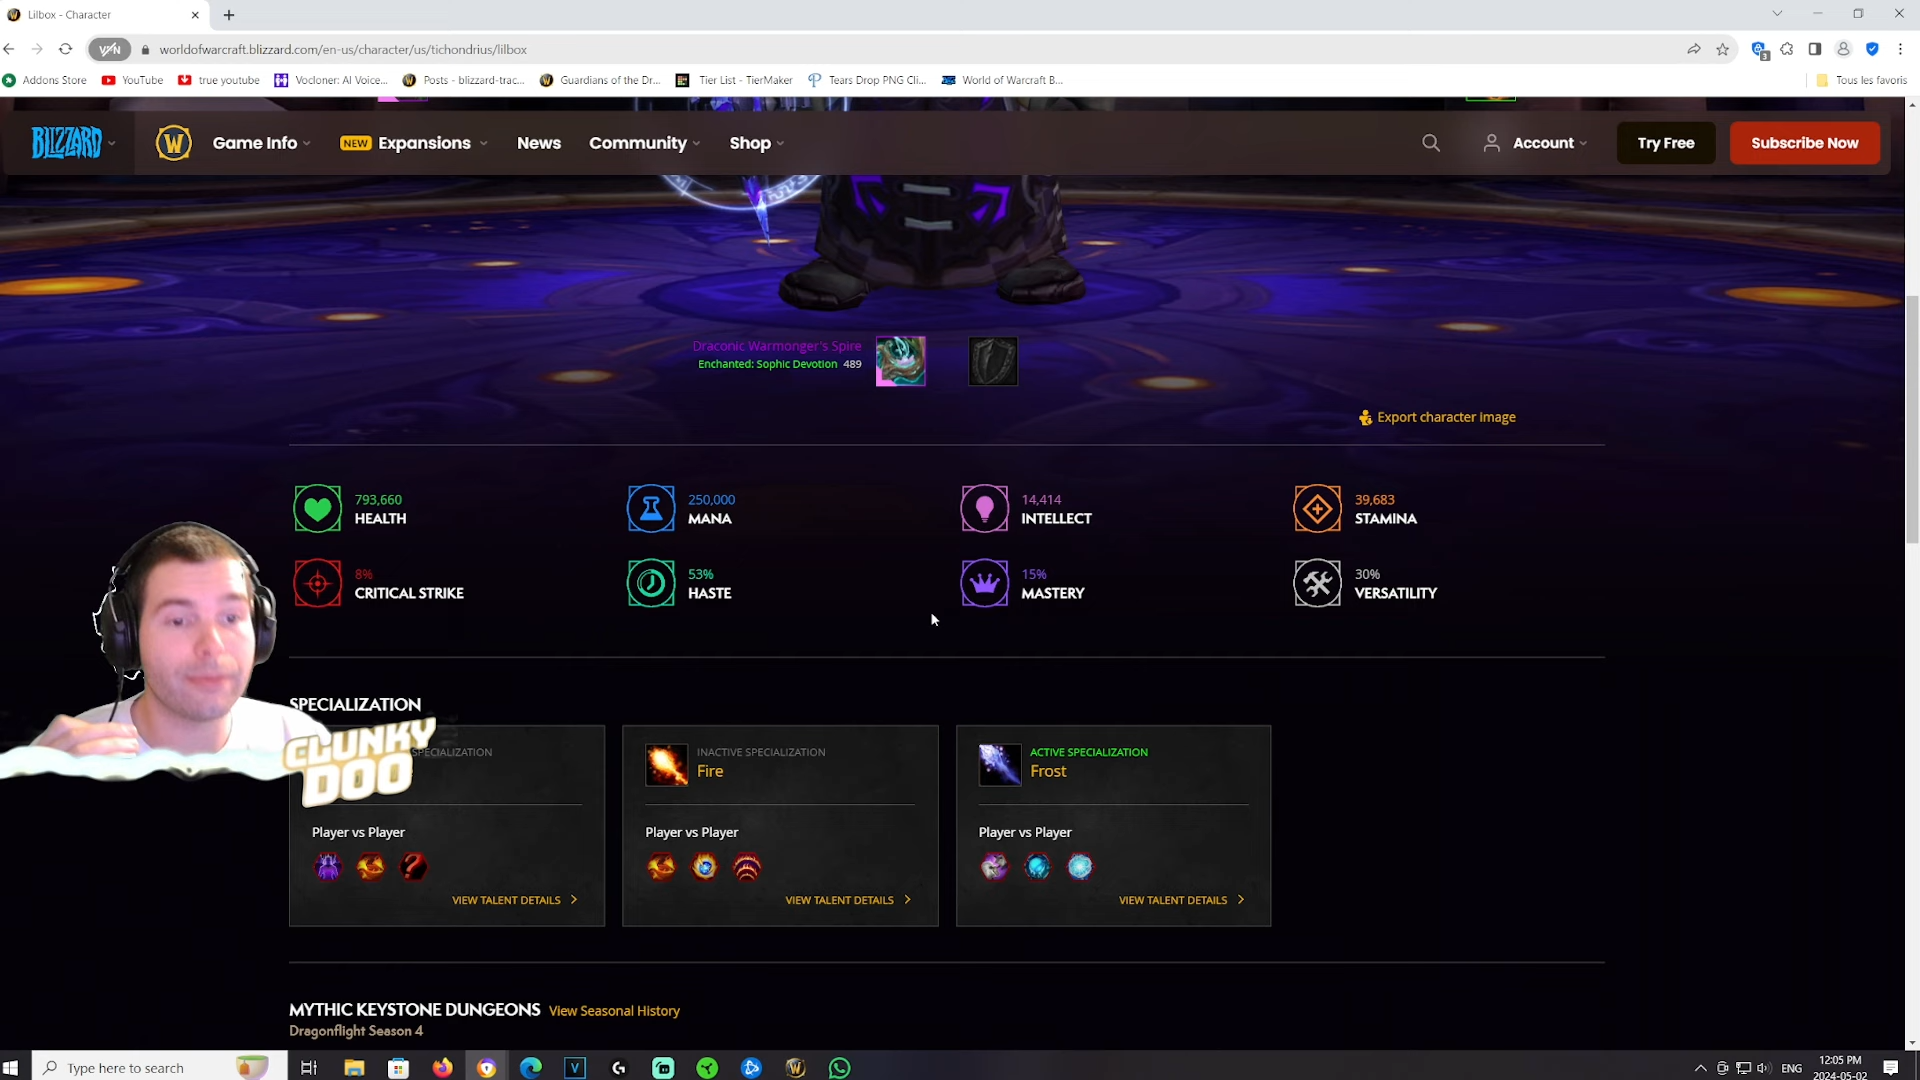 Lilbox - Character
VPN
worldofwarcraft.blizzard.com/en-us/character/us/tichondrius/lilbox
3
Addons Store
YouTube
true youtube
Vocloner: AI Voice...
Posts - blizzard-trac...
Guardians of the Dr...
Tier List - TierMaker
Tears Drop PNG Cli...
World of Warcraft B...
Tous les favoris
BLIZZARD
W
Game Info
NEW Expansions
News
Community
Shop
Account
Try Free
Subscribe Now
Draconic Warmonger's Spire
Enchanted: Sophic Devotion 489
Export character image
793,660
HEALTH
250,000
MANA
14,414
INTELLECT
39,683
STAMINA
8%
CRITICAL STRIKE
53%
HASTE
15%
MASTERY
30%
VERSATILITY
SPECIALIZATION
SPECIALIZATION
CLUNKY
DOO
Player vs Player
VIEW TALENT DETAILS
INACTIVE SPECIALIZATION
Fire
Player vs Player
VIEW TALENT DETAILS
ACTIVE SPECIALIZATION
Frost
Player vs Player
VIEW TALENT DETAILS
MYTHIC KEYSTONE DUNGEONS View Seasonal History
Dragonflight Season 4
Type here to search
V
ENG
12:05 PM
2024-05-02